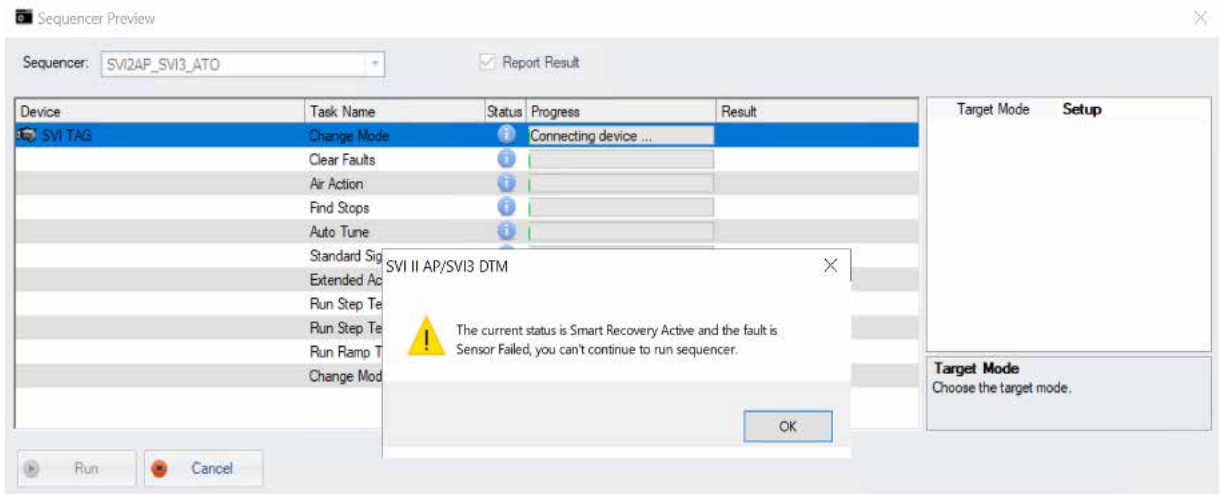 Sequencer Preview
Sequencer: SVI2AP_SVI3_ATO Report Result
Device Task Name Status Progress Result Target Mode Setup
SVI TAG Change Mode Connecting device ...
Clear Faults
Air Action
Find Stops
Auto Tune
Standard Sig
SVI II AP/SVI3 DTM
Extended Ac
Run Step Te
Run Step Te
The current status is Smart Recovery Active and the fault is
Sensor Failed, you can't continue to run sequencer.
Run Ramp T
Change Mod
Target Mode
Choose the target mode.
OK
Run Cancel